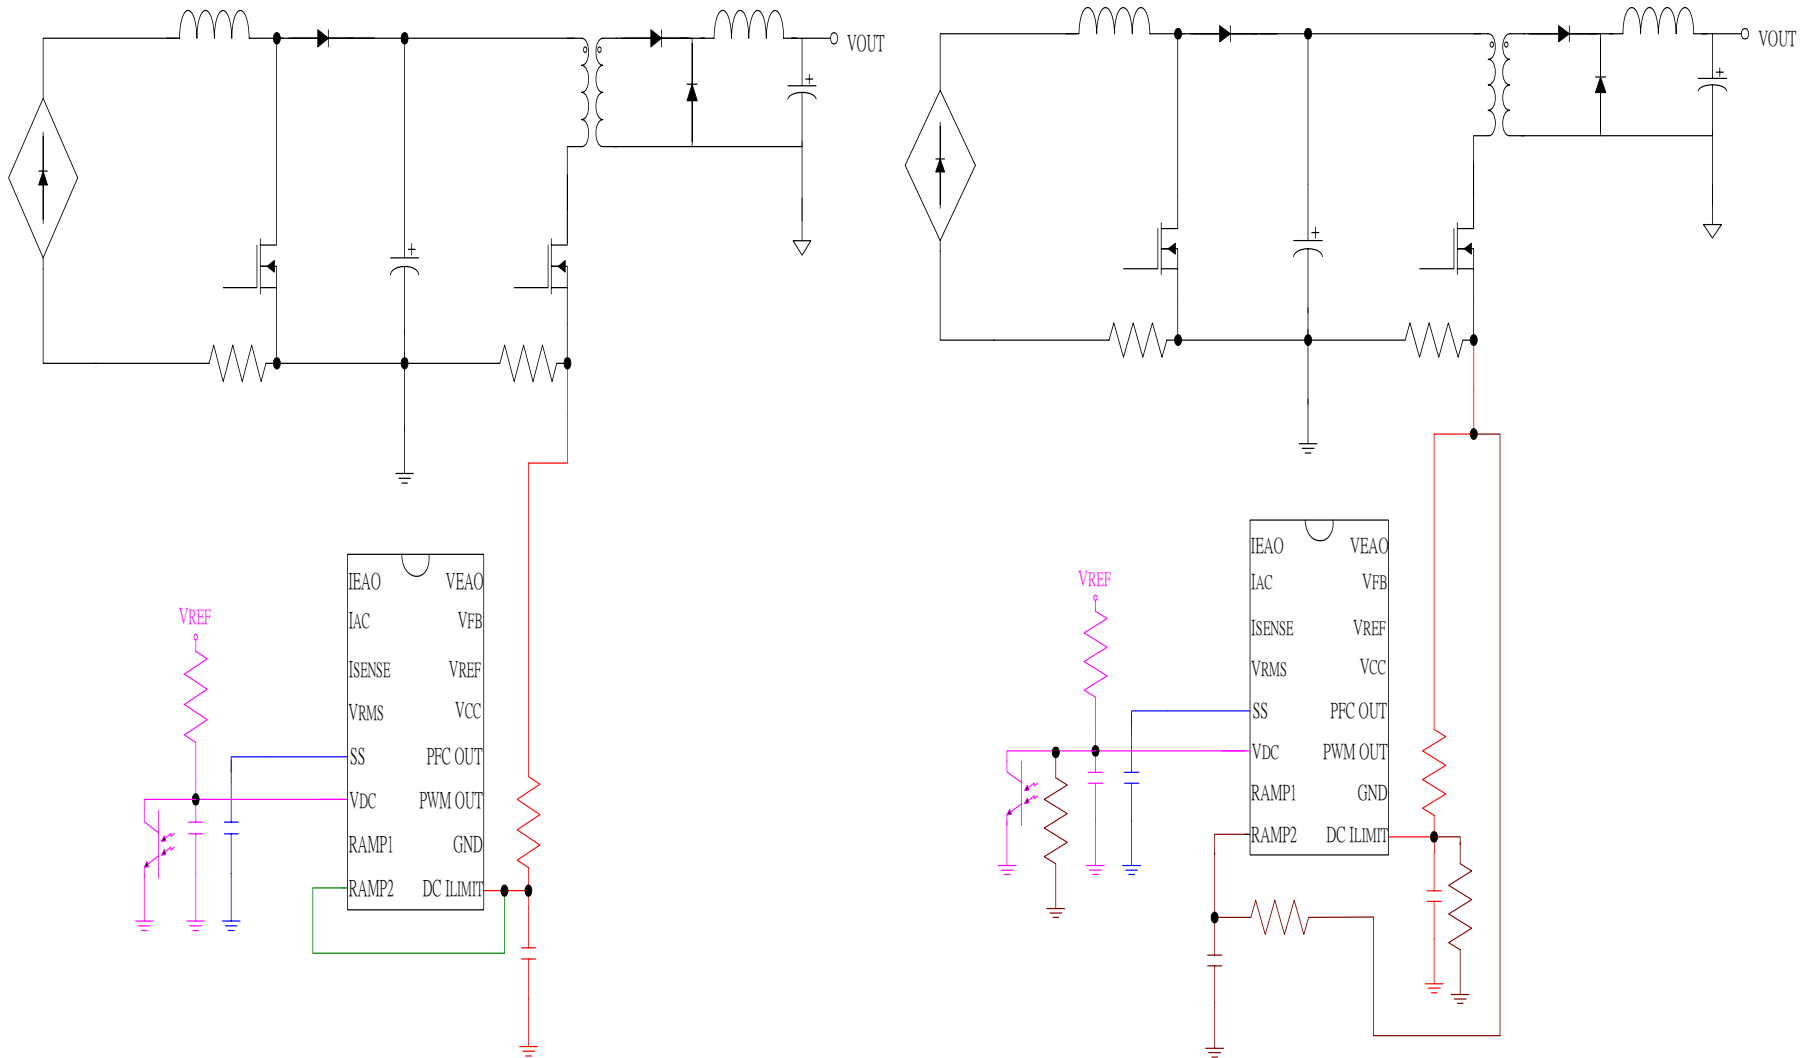 VOUT
VREF
IEAO VEAO
IAC VFB
ISENSE VREF
VRMS VCC
SS PFC OUT
VDC PWM OUT
RAMP1 GND
RAMP2 DC ILIMIT
+
+
VOUT
VREF
IEAO VEAO
IAC VFB
ISENSE VREF
VRMS VCC
SS PFC OUT
VDC PWM OUT
RAMP1 GND
RAMP2 DC ILIMIT
+
+